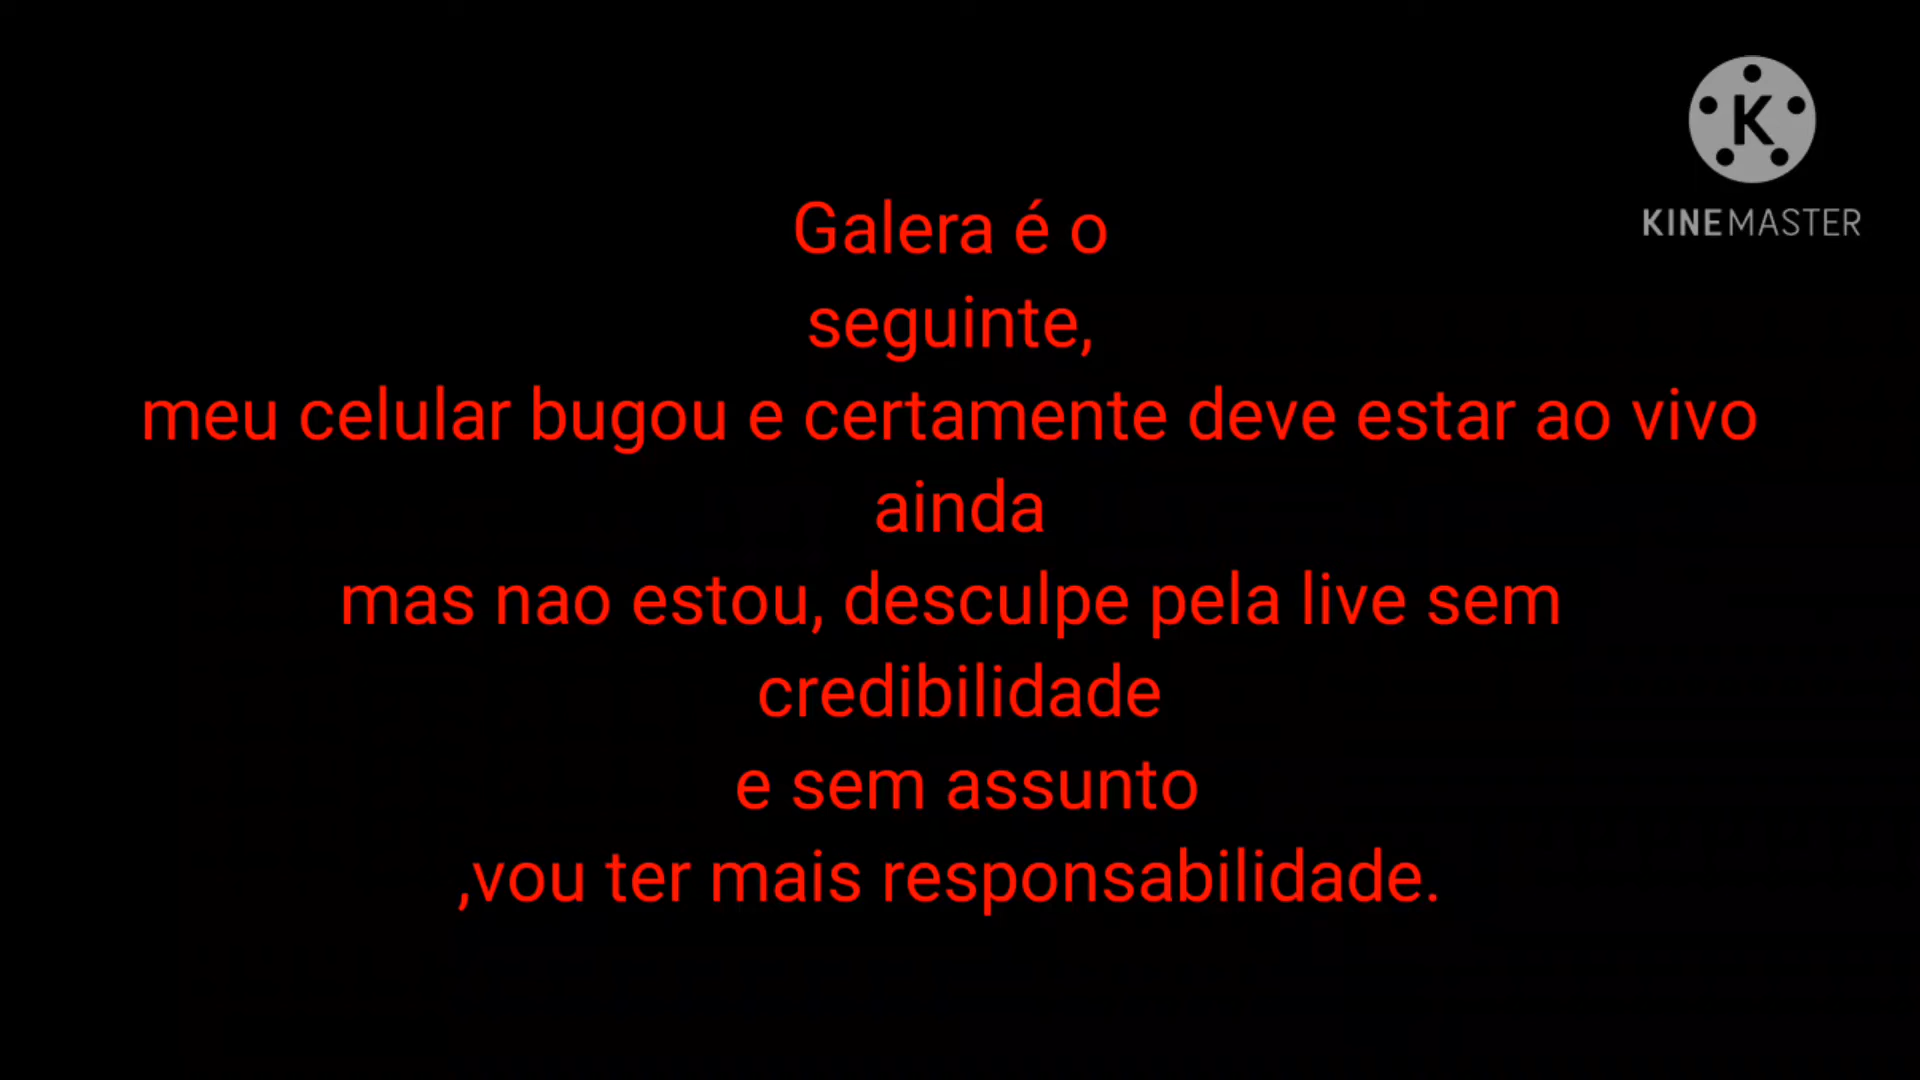 K
KINEMASTER
Galera é o
seguinte,
meu celular bugou e certamente deve estar ao vivo
ainda
mas nao estou, desculpe pela live sem
credibilidade
e sem assunto
,vou ter mais responsabilidade.